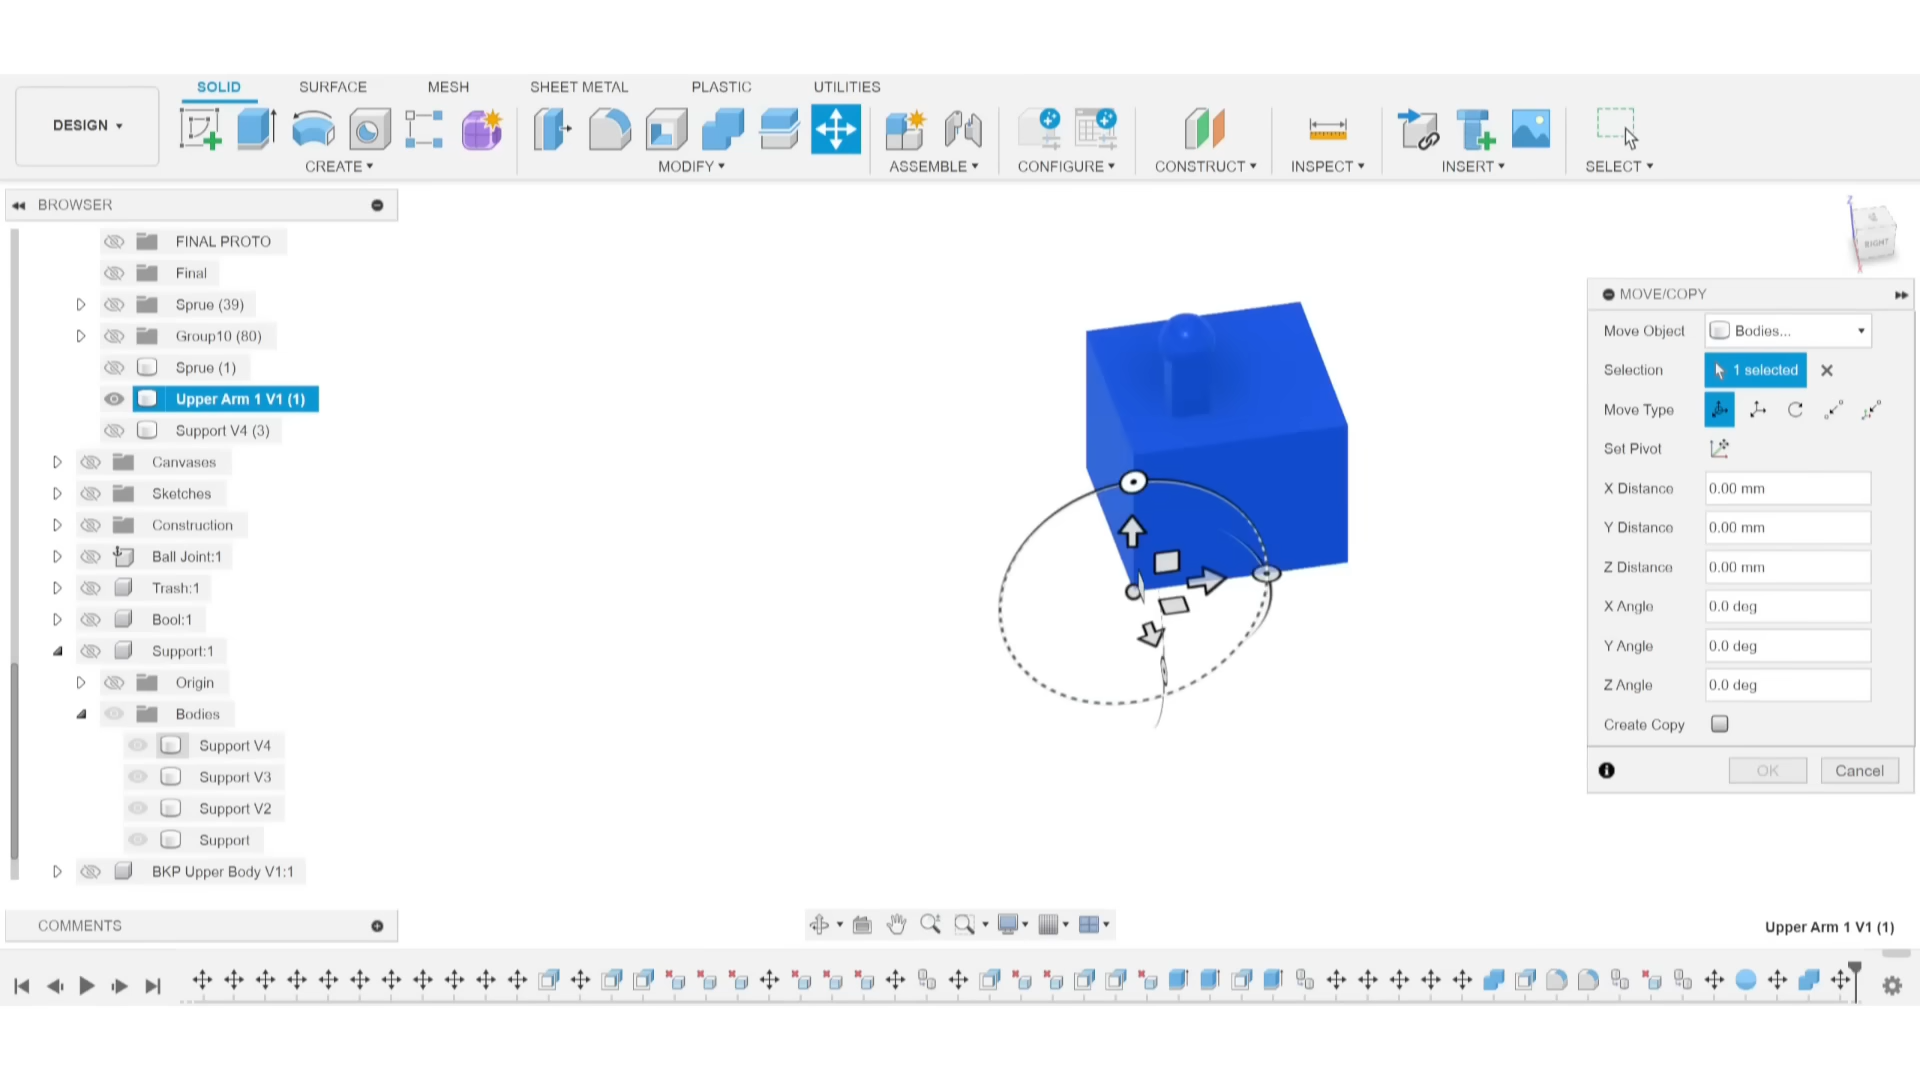 DESIGN
SOLID
SURFACE
MESH
SHEET METAL
PLASTIC
UTILITIES
CREATE
MODIFY
ASSEMBLE
CONFIGURE
CONSTRUCT
INSPECT
INSERT
SELECT
BROWSER
FINAL PROTO
Final
Sprue (39)
Group10 (80)
Sprue (1)
Upper Arm 1 V1 (1)
Support V4 (3)
Canvases
Sketches
Construction
Ball Joint:1
Trash:1
Bool:1
Support:1
Origin
Bodies
Support V4
Support V3
Support V2
Support
BKP Upper Body V1:1
COMMENTS
Z
RIGHT
X
MOVE/COPY
Move Object
Bodies...
Selection
1 selected
Move Type
Set Pivot
X Distance
0.00 mm
Y Distance
0.00 mm
Z Distance
0.00 mm
X Angle
0.0 deg
Y Angle
0.0 deg
Z Angle
0.0 deg
Create Copy
OK
Cancel
Upper Arm 1 V1 (1)